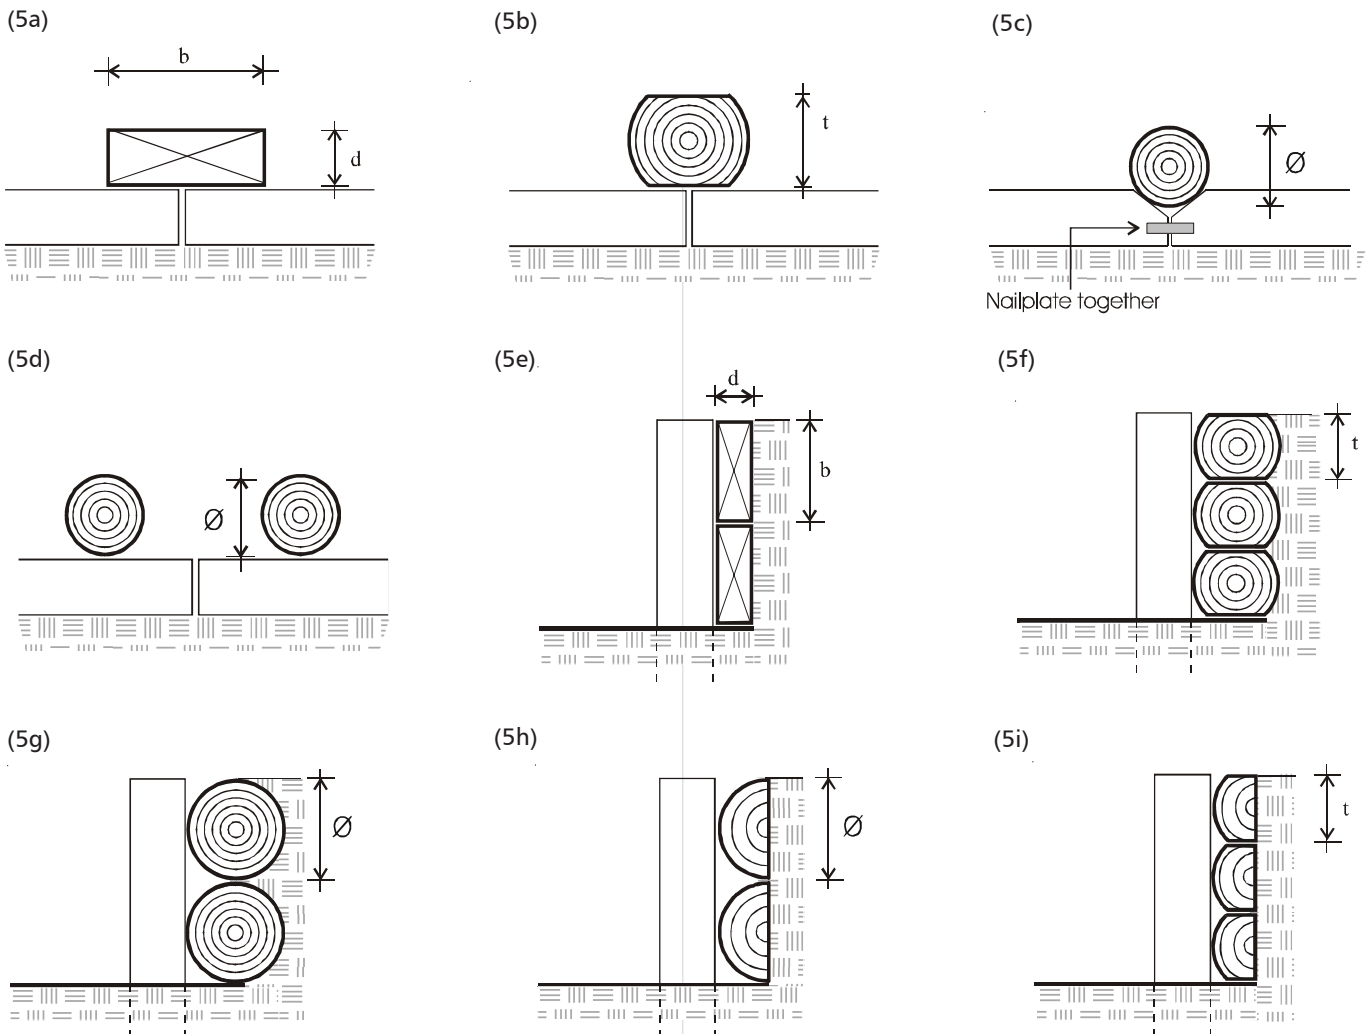 (5a)
(5b)
(5c)
b
d
t
Ø
Nailplate together
(5d)
(5e)
(5f)
Ø
d
b
t
(5g)
(5h)
(5i)
Ø
Ø
t